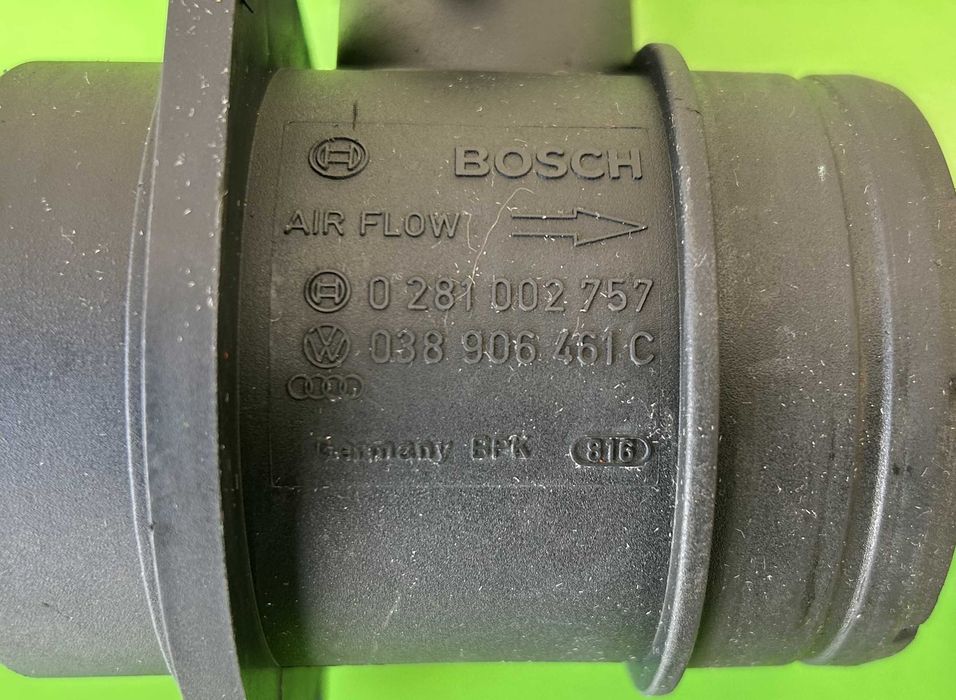 BOSCH
AIR FLOW
0 281 002 757
038 906 461 C
Germany BPK 816